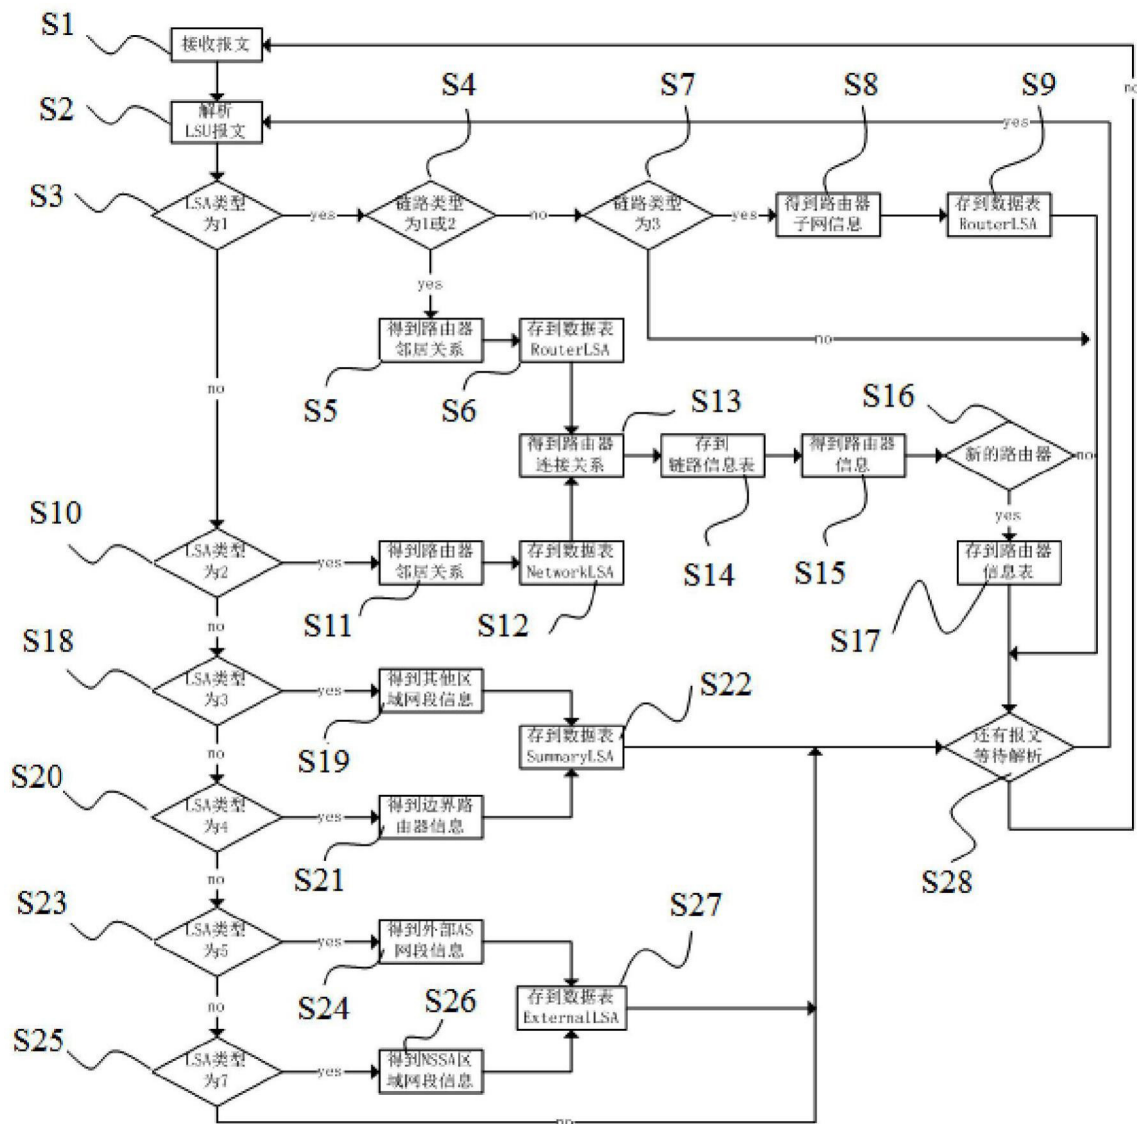 S1
接收报文
no
S2
解析
LSU报文
yes
S4
S7
S8
S9
S3
LSA类型
为1
yes
链路类型
为1或2
no
链路类型
为3
yes
得到路由器
子网信息
存到数据表
RouterLSA
yes
no
得到路由器
邻居关系
存到数据表
RouterLSA
no
no
S5
S6
S13
S16
得到路由器
连接关系
存到
链路信息表
得到路由器
信息
新的路由器
no
S10
LSA类型
为2
yes
得到路由器
邻居关系
存到数据表
NetworkLSA
S14
S15
yes
存到路由器
信息表
S11
S12
S17
no
S18
LSA类型
为3
yes
得到其他区
域网段信息
S22
S19
存到数据表
SummaryLSA
还有报文
等待解析
no
S20
LSA类型
为4
yes
得到边界路
由器信息
S21
S28
no
S23
LSA类型
为5
yes
得到外部AS
网段信息
S27
S24
S26
存到数据表
ExternalLSA
no
S25
LSA类型
为7
yes
得到NSSA区
域网段信息
no